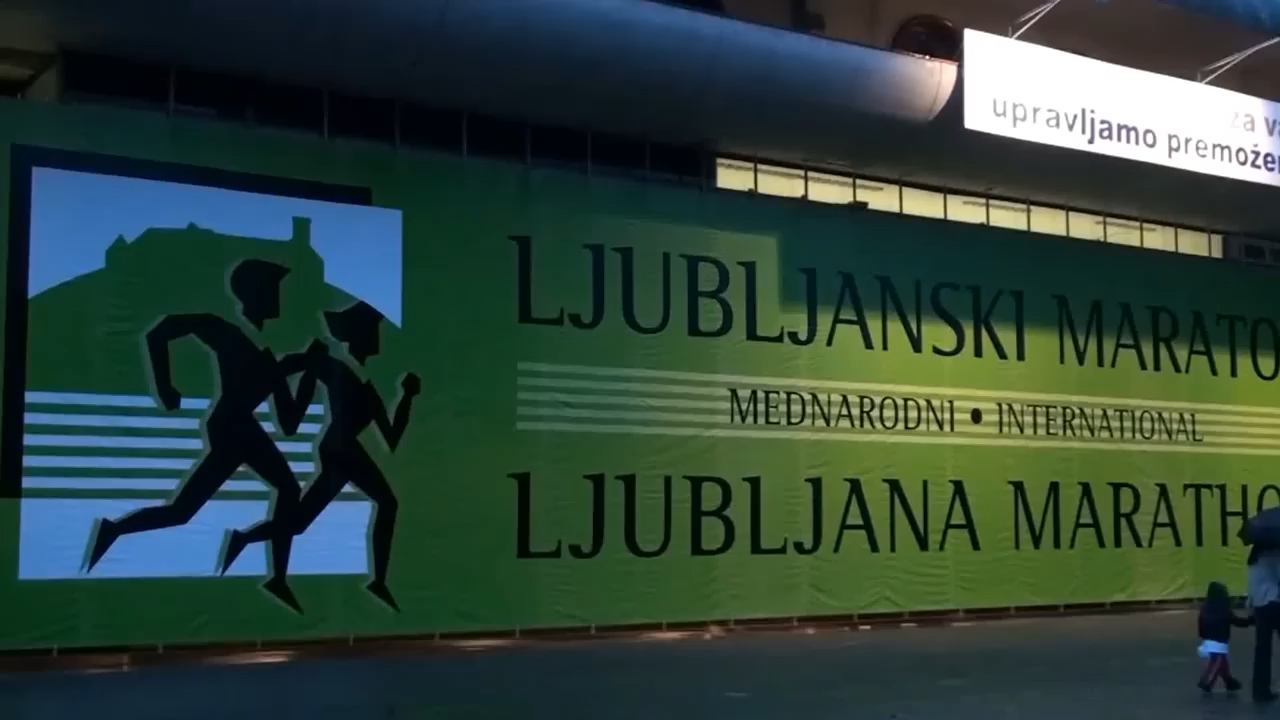 upravljamo premože
LJUBLJANSKI MARATO
MEDNARODNI • INTERNATIONAL
LJUBLJANA MARATHO